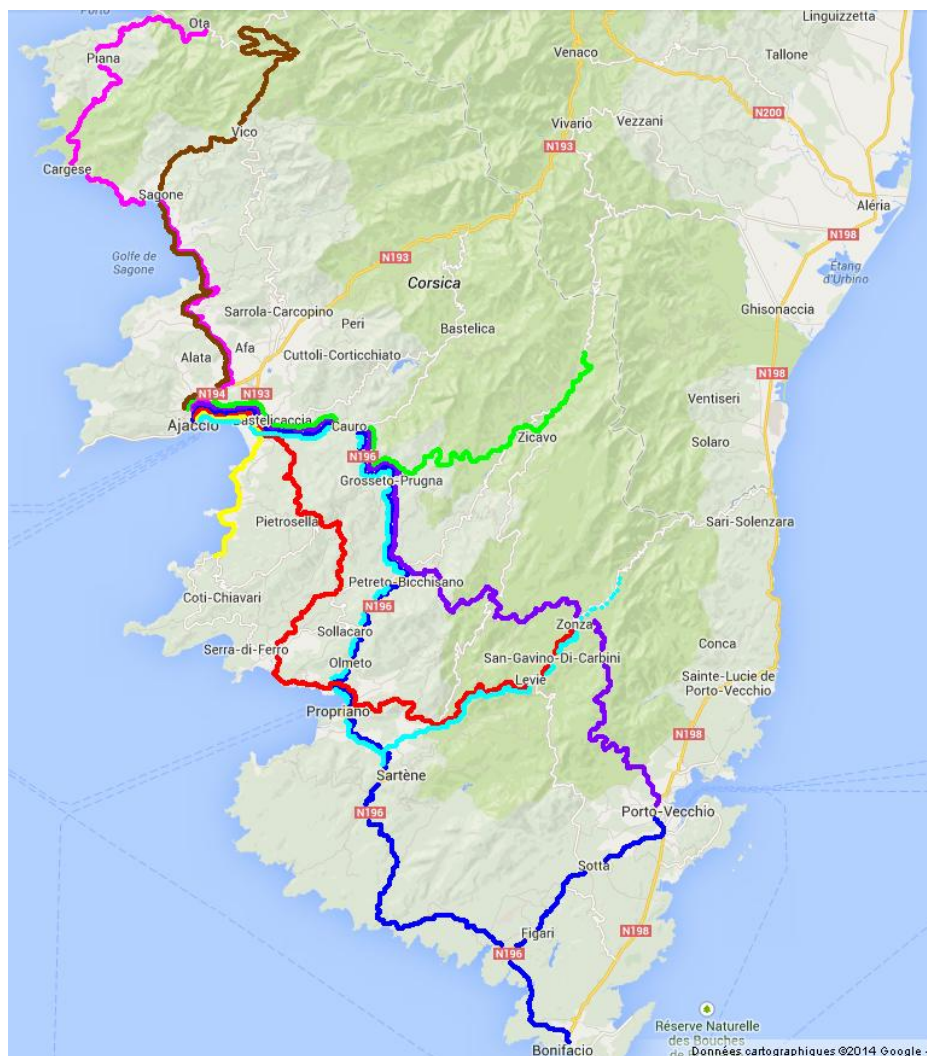 Porto
Ota
Linguizzetta
Piana
Venaco
Tallone
N200
Vico
Vivario
Vezzani
N193
Cargese
Sagone
Aléria
N198
Golfe de
Sagone
N193
Étang
d'Urbino
Corsica
Ghisonaccia
Sarrola-Carcopino
Peri
Bastelica
Alata
Afa
Cuttoli-Corticchiato
N198
N194
N193
Ventiseri
Ajaccio
Bastelicaccia
Cauro
Zicavo
Solaro
N196
Grosseto-Prugna
Pietrosella
Sari-Solenzara
Petreto-Bicchisano
Coti-Chiavari
N196
Sollacaro
Zonza
Conca
Serra-di-Ferro
Olmeto
San-Gavino-Di-Carbini
Levie
Sainte-Lucie de
Porto-Vecchio
Propriano
N198
Sartène
N196
Porto-Vecchio
Sotta
Figari
N198
N196
Réserve Naturelle
des Bouches
Bonifacio
Données cartographiques ©2014 Google -